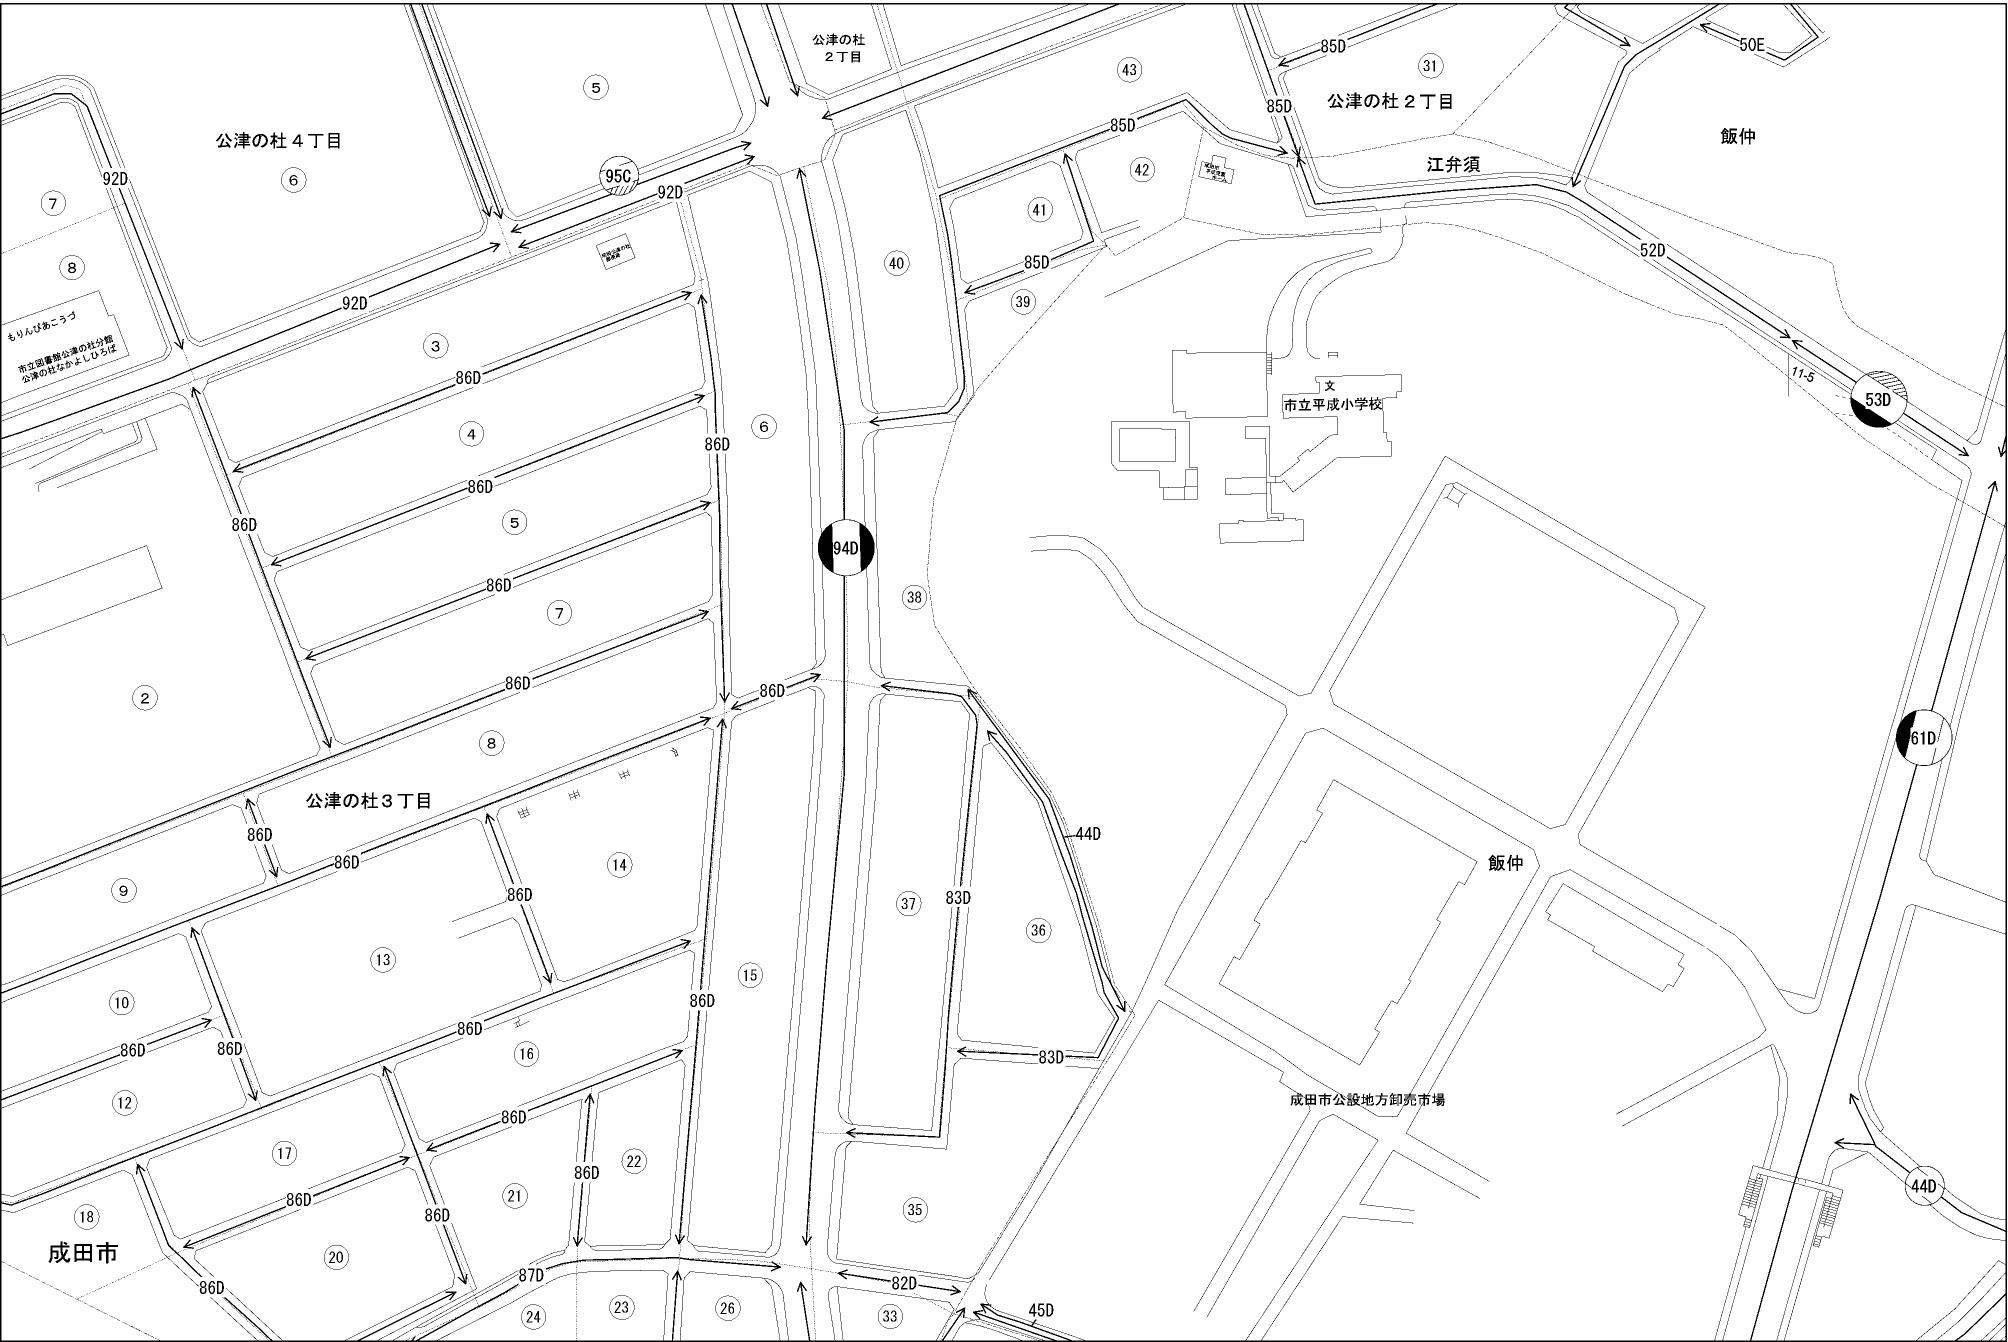 公津の杜
２丁目
85D
50E
43
31
5
公津の杜２丁目
85D
85D
飯仲
公津の杜４丁目
6
江弁須
92D
95C
92D
42
7
41
40
85D
52D
8
39
92D
もりんぴあこうづ
市立図書館公津の杜分館
公津の杜なかよしひろば
3
86D
11-5
文
市立平成小学校
53D
4
86D
6
86D
86D
5
94D
86D
7
38
86D
86D
2
61D
8
公津の杜３丁目
86D
44D
86D
14
飯仲
9
86D
83D
37
36
13
15
10
86D
86D
86D
86D
16
83D
12
86D
成田市公設地方卸売市場
17
22
86D
44D
86D
21
35
18
86D
成田市
20
87D
82D
86D
24
23
26
33
45D